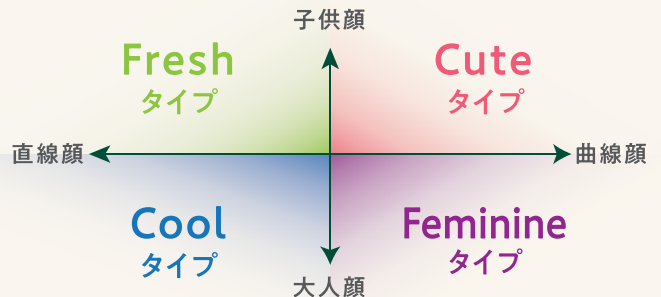 子供顔
Fresh
タイプ
Cute
タイプ
直線顔
曲線顔
Cool
タイプ
Feminine
タイプ
大人顔